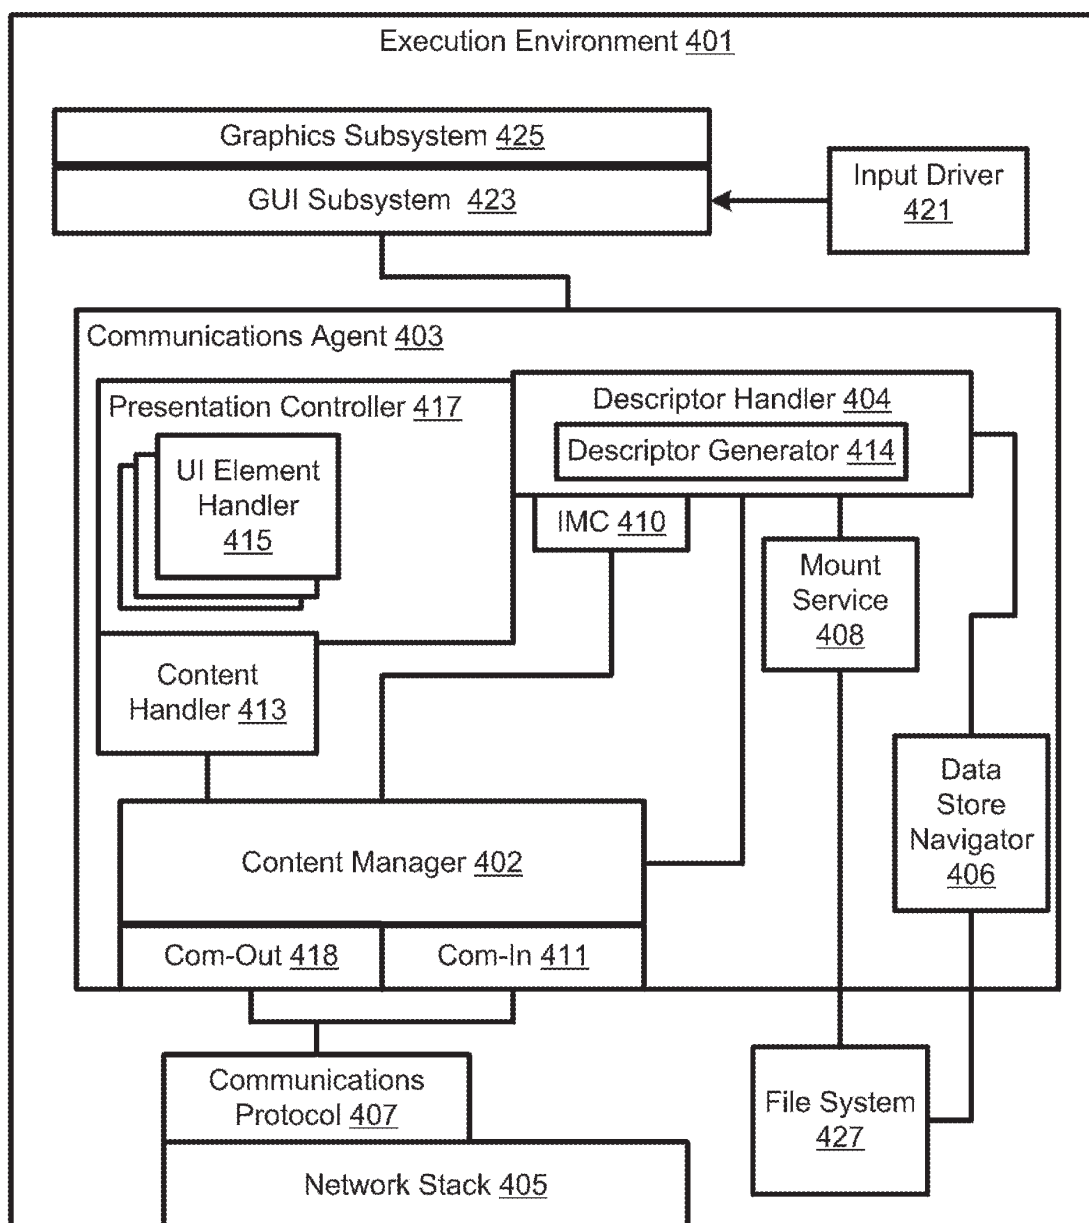 Execution Environment 401
Graphics Subsystem 425
GUI Subsystem 423
Input Driver
421
Communications Agent 403
Presentation Controller 417
Descriptor Handler 404
Descriptor Generator 414
UI Element
Handler
415
IMC 410
Mount
Service
408
Content
Handler 413
Data
Store
Navigator
406
Content Manager 402
Com-Out 418
Com-In 411
Communications
Protocol 407
File System
427
Network Stack 405